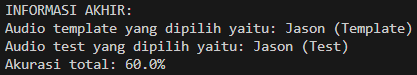 INFORMASI AKHIR:
Audio template yang dipilih yaitu: Jason (Template)
Audio test yang dipilih yaitu: Jason (Test)
Akurasi total: 60.0%